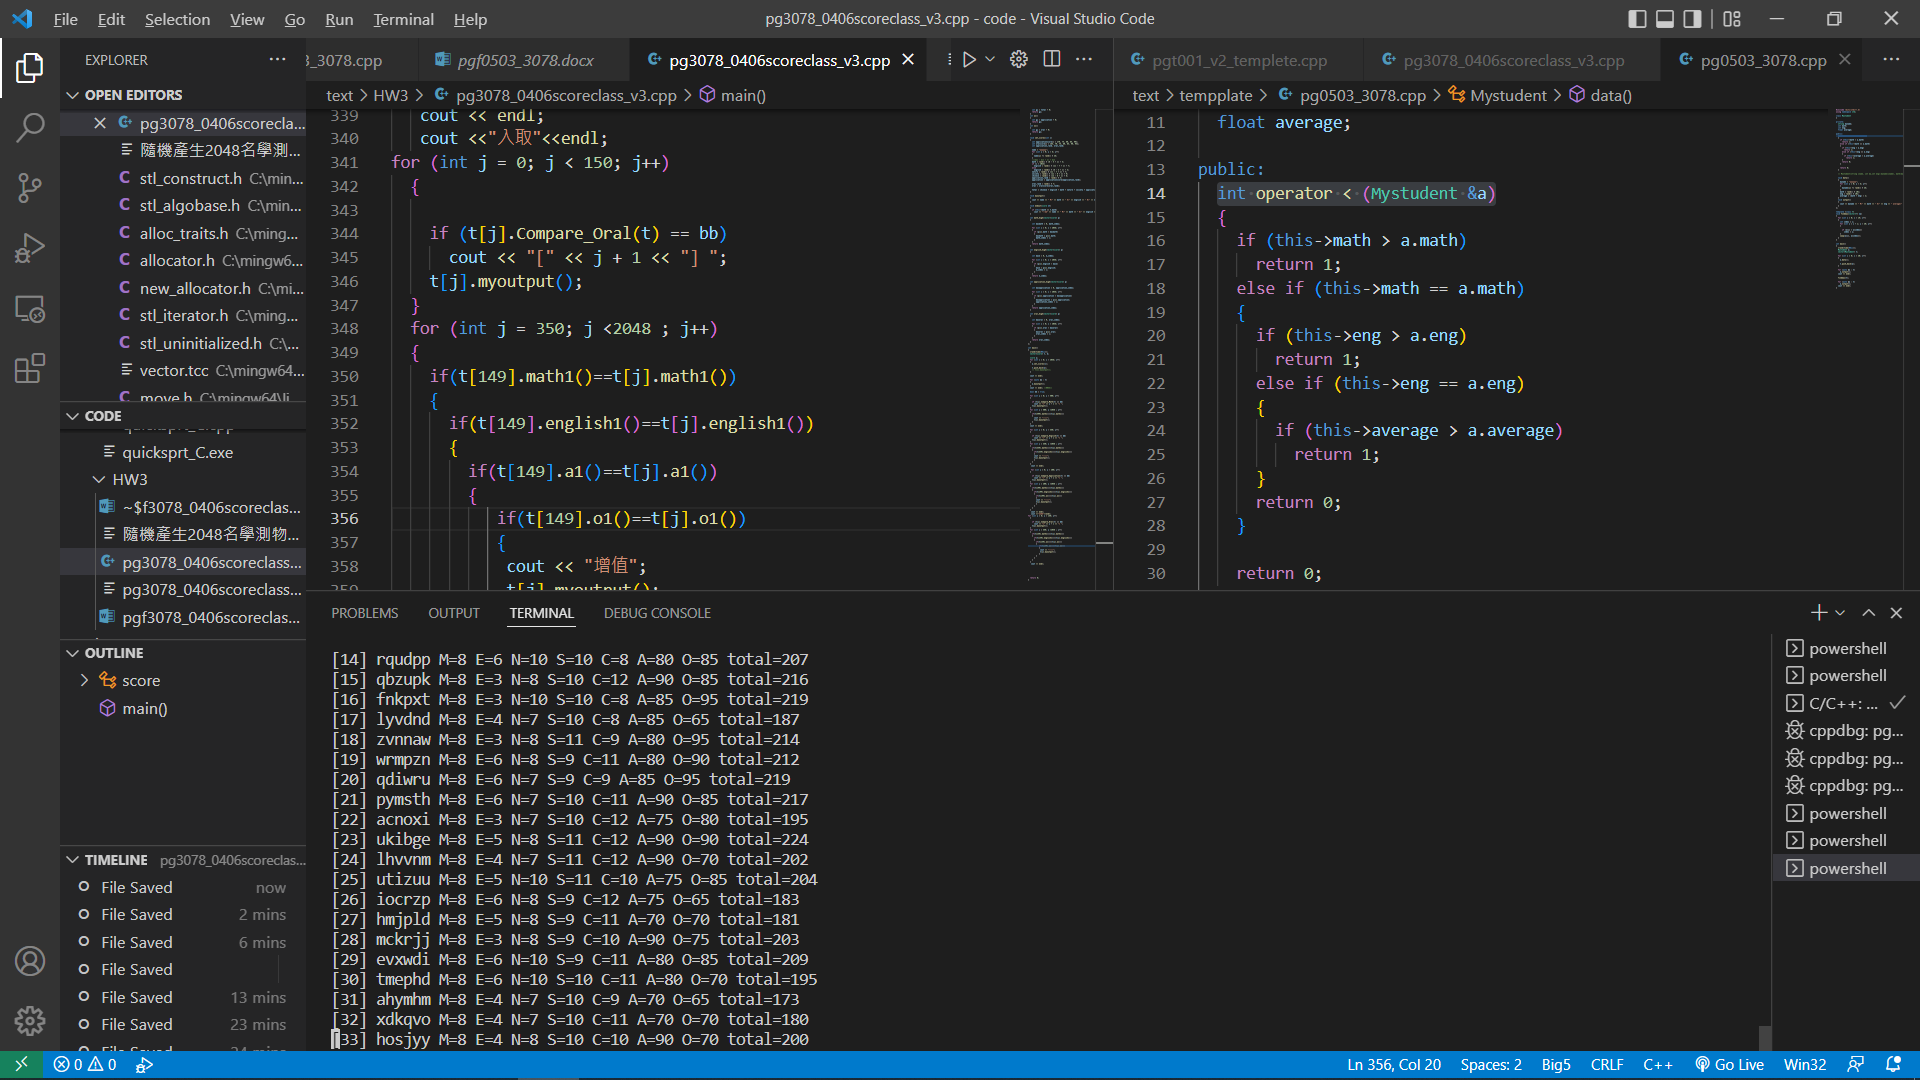 File Edit Selection View Go Run Terminal Help
pg3078_0406scoreclass_v3.cpp - code - Visual Studio Code
EXPLORER
OPEN EDITORS
pg3078_0406scorecla...
隨機產生2048名學測...
stl_construct.h C:\min...
stl_algobase.h C:\min...
alloc_traits.h C:\ming...
allocator.h C:\mingw6...
new_allocator.h C:\mi...
stl_iterator.h C:\ming...
stl_uninitialized.h C:\...
vector.tcc C:\mingw64...
move.h C:\mingw64\li...
CODE
quicksprt_C.exe
HW3
~$f3078_0406scoreclas...
隨機產生2048名學測物...
pg3078_0406scoreclass...
pg3078_0406scoreclass...
pgf3078_0406scoreclas...
OUTLINE
score
main()
TIMELINE pg3078_0406scoreclas...
File Saved now
File Saved 2 mins
File Saved 6 mins
File Saved
File Saved 13 mins
File Saved 23 mins
File Saved 24 mins
3_3078.cpp
pgf0503_3078.docx
pg3078_0406scoreclass_v3.cpp
text > HW3 > pg3078_0406scoreclass_v3.cpp > main()
339 cout << endl;
340 cout <<"入取"<<endl;
341 for (int j = 0; j < 150; j++)
342 {
343
344 if (t[j].Compare_Oral(t) == bb)
345 cout << "[" << j + 1 << "] ";
346 t[j].myoutput();
347 }
348 for (int j = 350; j <2048 ; j++)
349 {
350 if(t[149].math1()==t[j].math1())
351 {
352 if(t[149].english1()==t[j].english1())
353 {
354 if(t[149].a1()==t[j].a1())
355 {
356 if(t[149].o1()==t[j].o1())
357 {
358 cout << "增值";
359 t[j].myoutput();
pgt001_v2_templete.cpp
pg3078_0406scoreclass_v3.cpp
pg0503_3078.cpp
text > tempplate > pg0503_3078.cpp > Mystudent > data()
11 float average;
12
13 public:
14 int operator < (Mystudent &a)
15 {
16 if (this->math > a.math)
17 return 1;
18 else if (this->math == a.math)
19 {
20 if (this->eng > a.eng)
21 return 1;
22 else if (this->eng == a.eng)
23 {
24 if (this->average > a.average)
25 return 1;
26 }
27 return 0;
28 }
29
30 return 0;
PROBLEMS OUTPUT TERMINAL DEBUG CONSOLE
[14] rqudpp M=8 E=6 N=10 S=10 C=8 A=80 O=85 total=207
[15] qbzupk M=8 E=3 N=8 S=10 C=12 A=90 O=85 total=216
[16] fnkpxt M=8 E=3 N=10 S=10 C=8 A=85 O=95 total=219
[17] lyvdnd M=8 E=4 N=7 S=10 C=8 A=85 O=65 total=187
[18] zvnnaw M=8 E=3 N=8 S=11 C=9 A=80 O=95 total=214
[19] wrmpzn M=8 E=6 N=8 S=9 C=11 A=80 O=90 total=212
[20] qdiwru M=8 E=6 N=7 S=9 C=9 A=85 O=95 total=219
[21] pymsth M=8 E=6 N=7 S=10 C=11 A=90 O=85 total=217
[22] acnoxi M=8 E=3 N=7 S=10 C=12 A=75 O=80 total=195
[23] ukibge M=8 E=5 N=8 S=11 C=12 A=90 O=90 total=224
[24] lhvvnm M=8 E=4 N=7 S=11 C=12 A=90 O=70 total=202
[25] utizuu M=8 E=5 N=10 S=11 C=10 A=75 O=85 total=204
[26] iocrzp M=8 E=6 N=8 S=9 C=12 A=75 O=65 total=183
[27] hmjpld M=8 E=5 N=8 S=9 C=11 A=70 O=70 total=181
[28] mckrjj M=8 E=3 N=8 S=9 C=10 A=90 O=75 total=203
[29] evxwdi M=8 E=6 N=10 S=9 C=11 A=80 O=85 total=209
[30] tmephd M=8 E=6 N=10 S=10 C=11 A=80 O=70 total=195
[31] ahymhm M=8 E=4 N=7 S=10 C=9 A=70 O=65 total=173
[32] xdkqvo M=8 E=4 N=7 S=10 C=11 A=70 O=70 total=180
[33] hosjyy M=8 E=4 N=8 S=10 C=10 A=90 O=70 total=200
powershell
powershell
C/C++: ...
cppdbg: pg...
cppdbg: pg...
cppdbg: pg...
powershell
powershell
powershell
0 0
Ln 356, Col 20 Spaces: 2 Big5 CRLF C++ Go Live Win32